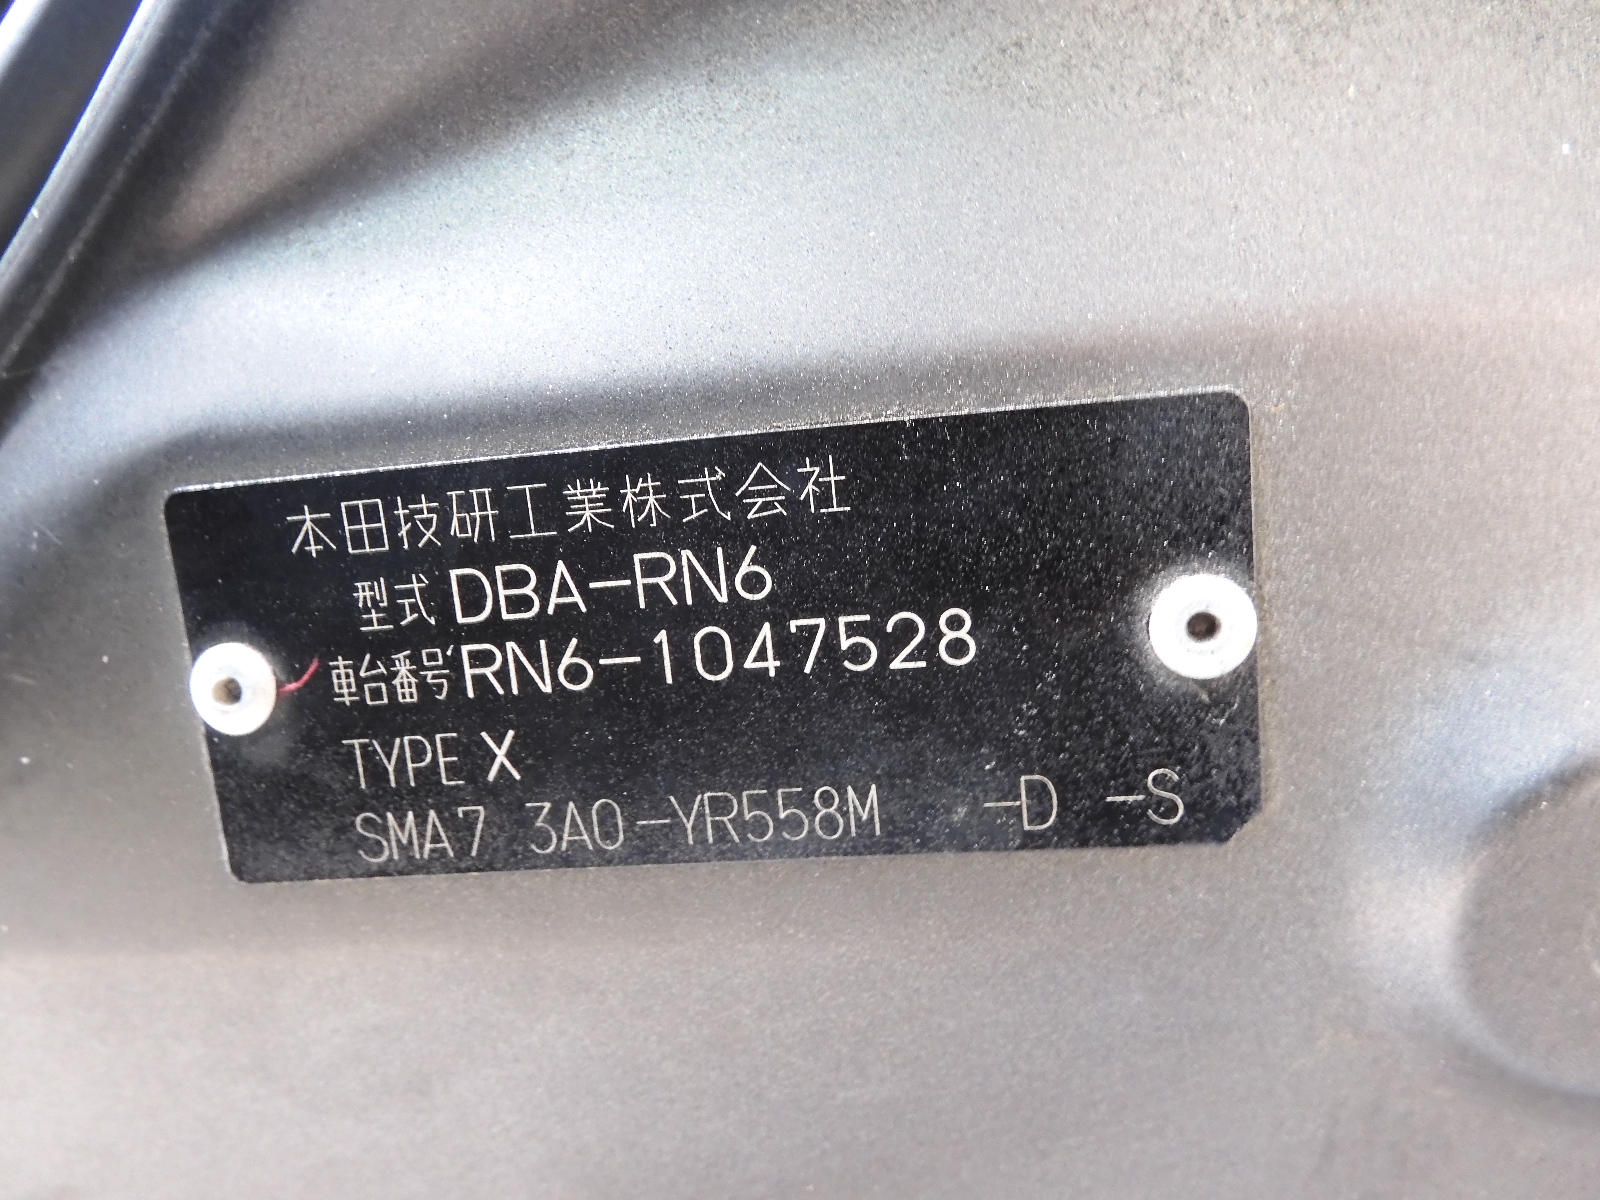 本田技研工業株式会社
型式 DBA-RN6
車台番号 RN6-1047528
TYPE X
SMA7 3A0-YR558M -D -S